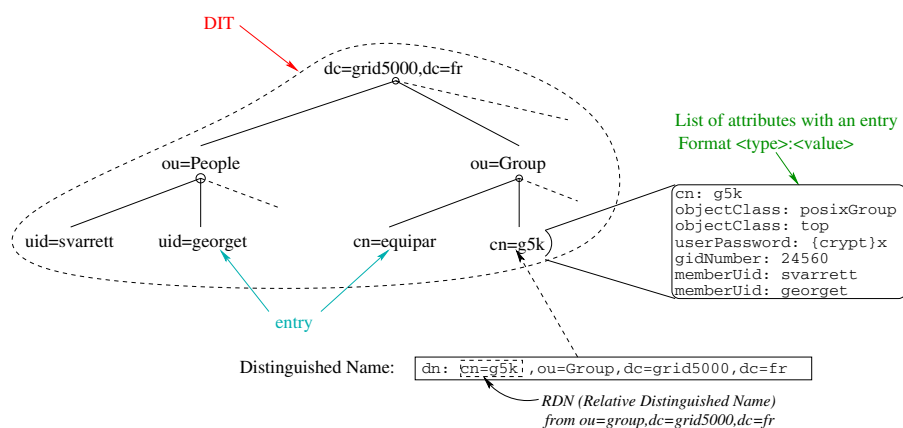 DIT
dc=grid5000,dc=fr
List of attributes with an entry
Format <type>:<value>
ou=People
ou=Group
cn: g5k
objectClass: posixGroup
objectClass: top
userPassword: {crypt}x
gidNumber: 24560
memberUid: svarrett
memberUid: georget
uid=svarrett
uid=georget
cn=equipar
cn=g5k
entry
Distinguished Name:
dn: cn=g5k ,ou=Group,dc=grid5000,dc=fr
RDN (Relative Distinguished Name)
from ou=group,dc=grid5000,dc=fr